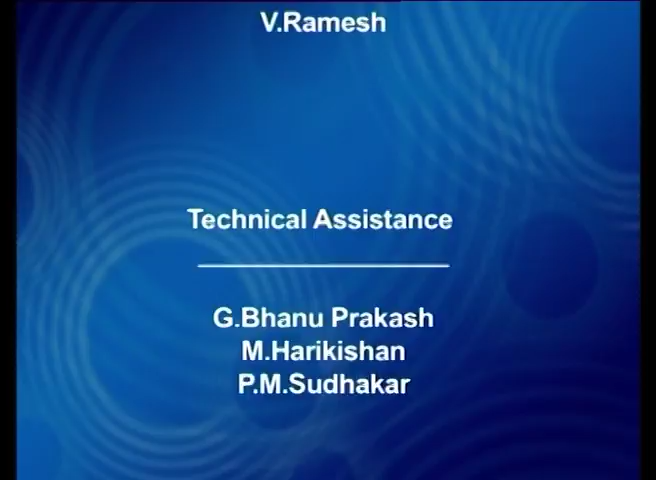 V.Ramesh
Technical Assistance
G.Bhanu Prakash
M.Harikishan
P.M.Sudhakar